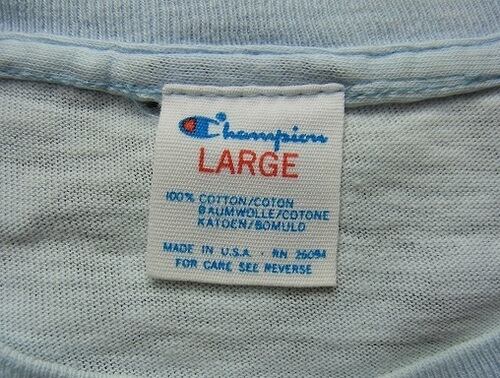 Champion
LARGE
100% COTTON/COTON
BAUMWOLLE/COTONE
KATOEN/BOMULD
MADE IN U.S.A. · RN 26094
FOR CARE SEE REVERSE